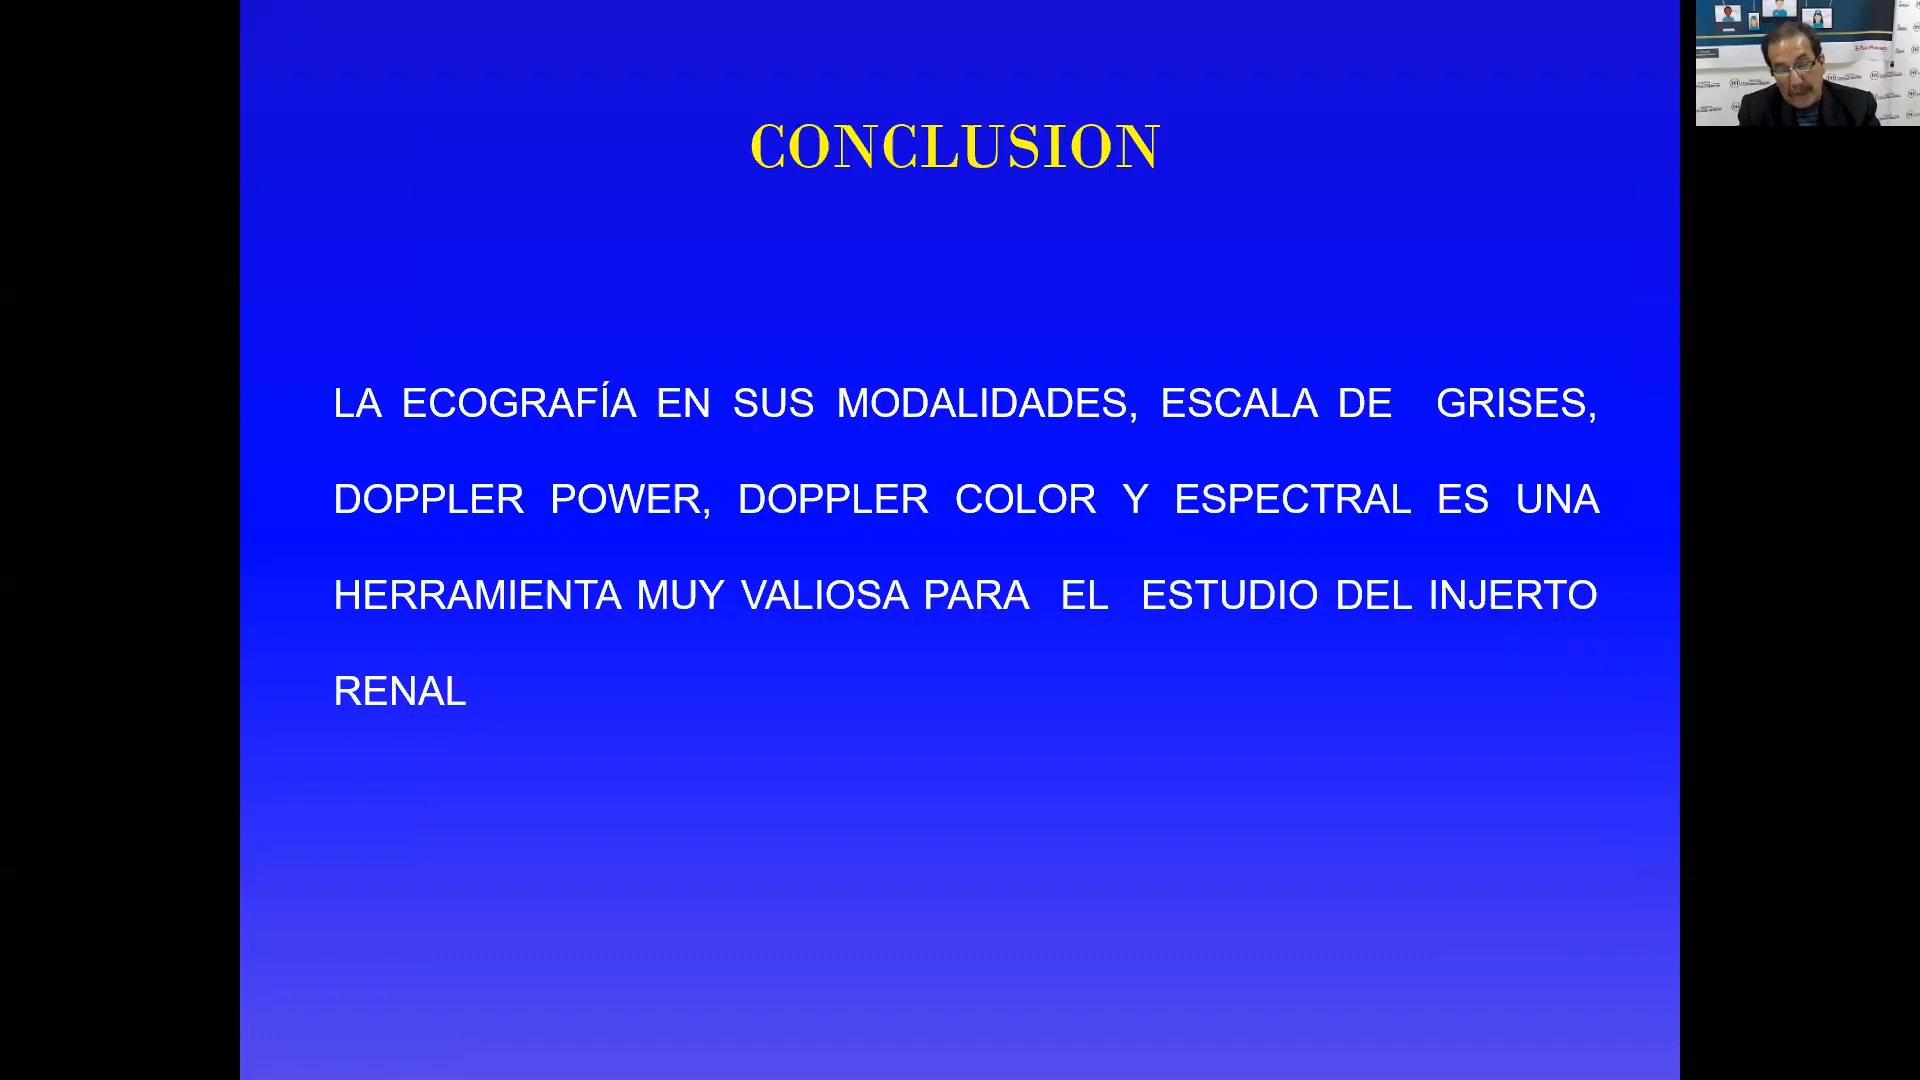 CONCLUSION
LA ECOGRAFÍA EN SUS MODALIDADES, ESCALA DE GRISES,
DOPPLER POWER, DOPPLER COLOR Y ESPECTRAL ES UNA
HERRAMIENTA MUY VALIOSA PARA EL ESTUDIO DEL INJERTO
RENAL